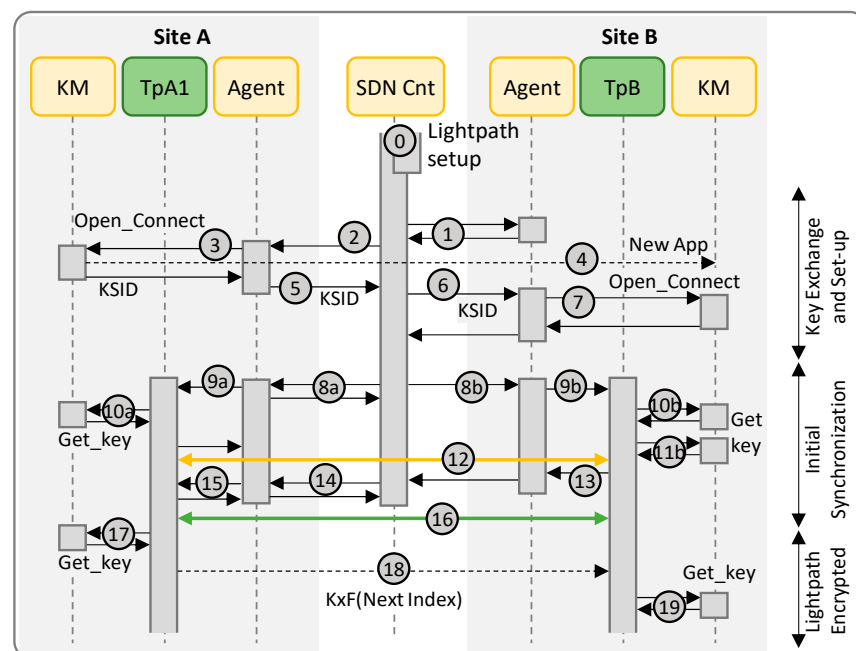 Site A
Site B
KM
TpA1
Agent
SDN Cnt
Agent
TpB
KM
0
Lightpath
setup
1
2
Open_Connect
3
New App
4
KSID
5
KSID
6
KSID
7
Open_Connect
Key Exchange
and Set-up
9a
8a
8b
9b
10a
Get_key
10b
Get
key
11b
12
13
14
15
16
Initial
Synchronization
17
Get_key
18
KxF(Next Index)
Get_key
19
Lightpath
Encrypted